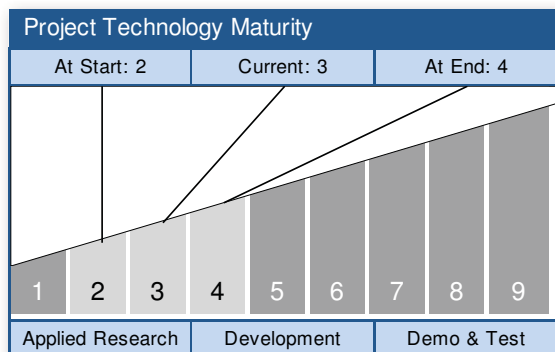 Project Technology Maturity
At Start: 2 Current: 3 At End: 4
1 2 3 4 5 6 7 8 9
Applied Research Development Demo & Test